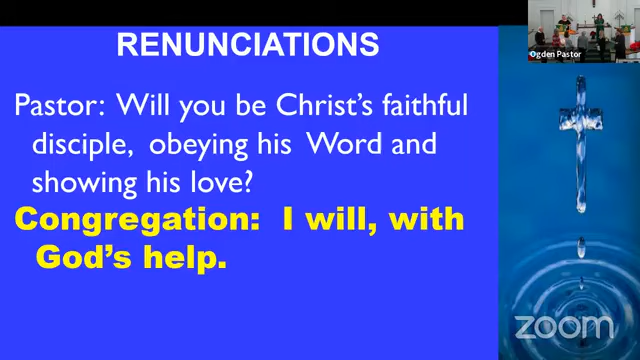 RENUNCIATIONS
Ogden Pastor
Pastor: Will you be Christ's faithful
disciple, obeying his Word and
showing his love?
Congregation: I will, with
God's help.
zoom